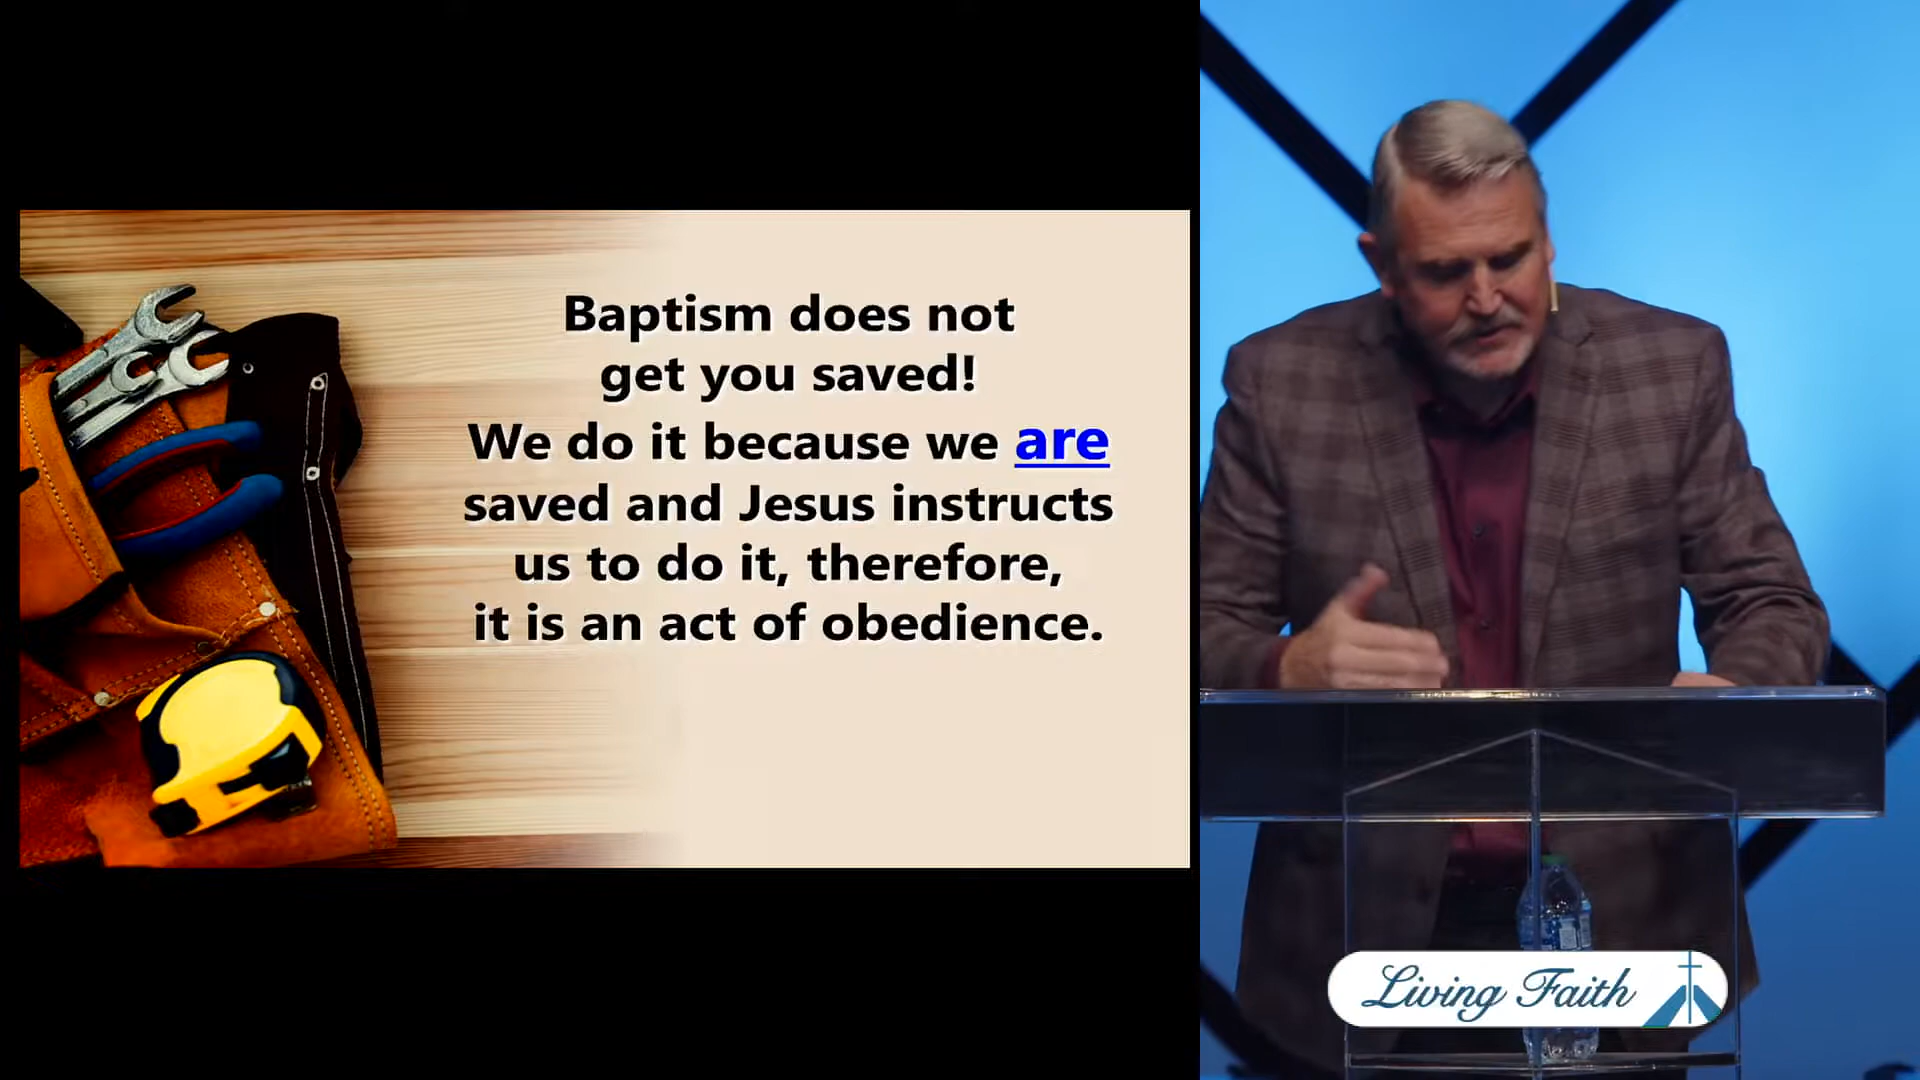 Baptism does not
get you saved!
We do it because we are
saved and Jesus instructs
us to do it, therefore,
it is an act of obedience.
Living Faith